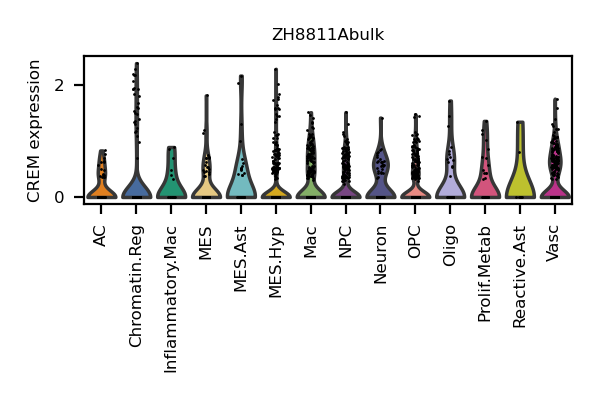 ZH8811Abulk
CREM expression
2
0
AC
Chromatin.Reg
Inflammatory.Mac
MES
MES.Ast
MES.Hyp
Mac
NPC
Neuron
OPC
Oligo
Prolif.Metab
Reactive.Ast
Vasc